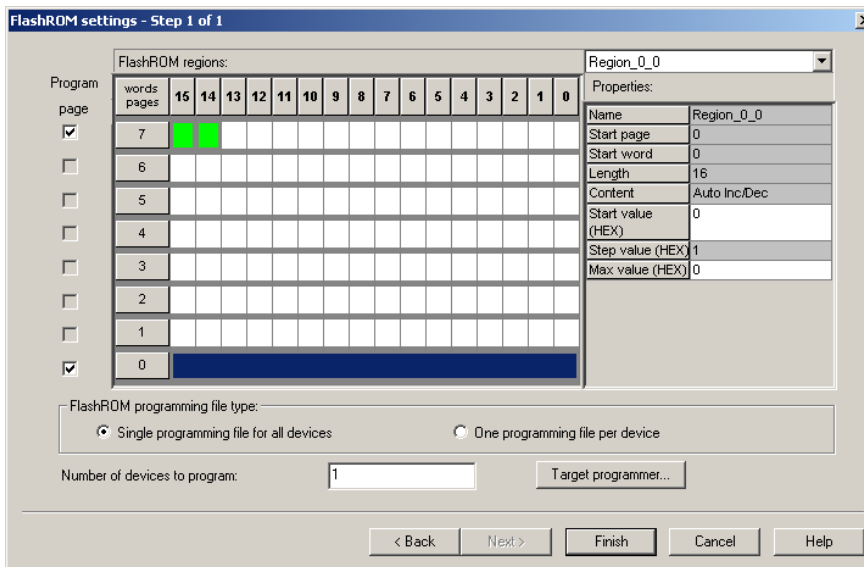 FlashROM settings - Step 1 of 1
FlashROM regions:
Region_0_0
Program page
words pages 15 14 13 12 11 10 9 8 7 6 5 4 3 2 1 0
7
6
5
4
3
2
1
0
Properties:
Name Region_0_0
Start page 0
Start word 0
Length 16
Content Auto Inc/Dec
Start value (HEX) 0
Step value (HEX) 1
Max value (HEX) 0
FlashROM programming file type:
Single programming file for all devices One programming file per device
Number of devices to program: 1 Target programmer...
< Back Next > Finish Cancel Help